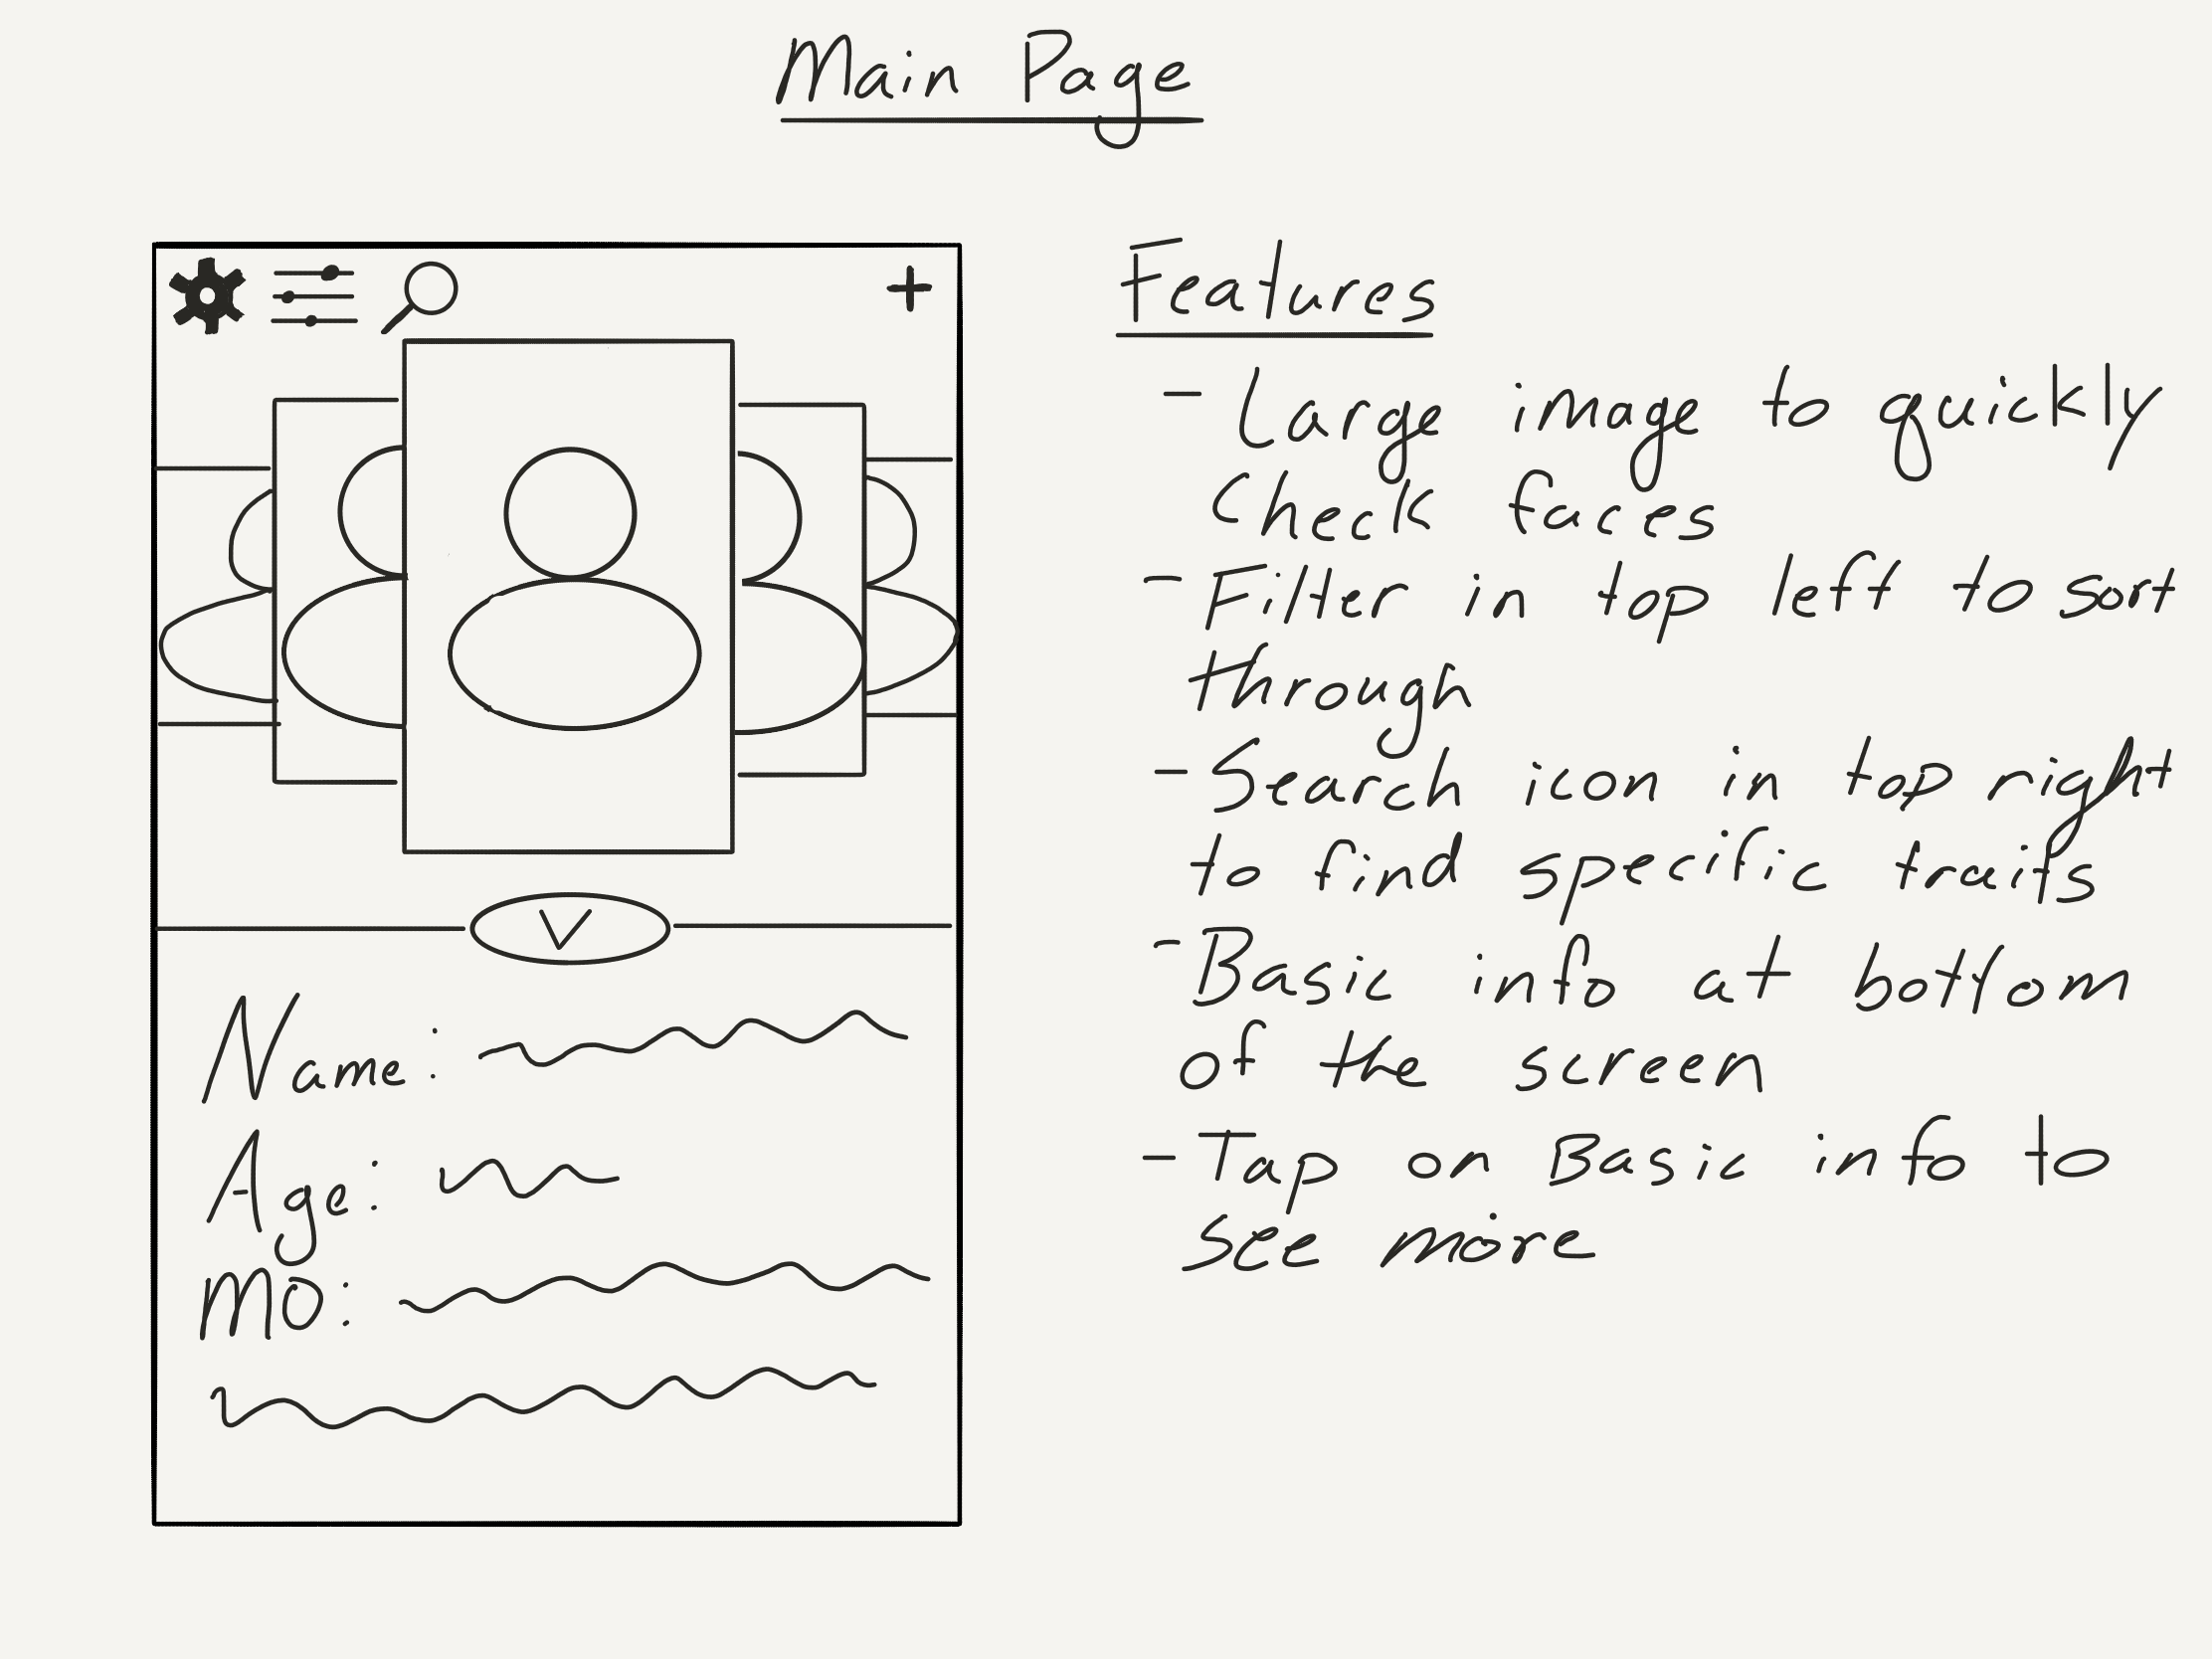 Main Page
Features
- Large image to quickly
Check faces
- Filter in top left to sort
through
- Search icon in top right
to find specific traits
- Basic info at bottom
of the screen
- Tap on Basic info to
See more
Name:
Age:
MO: